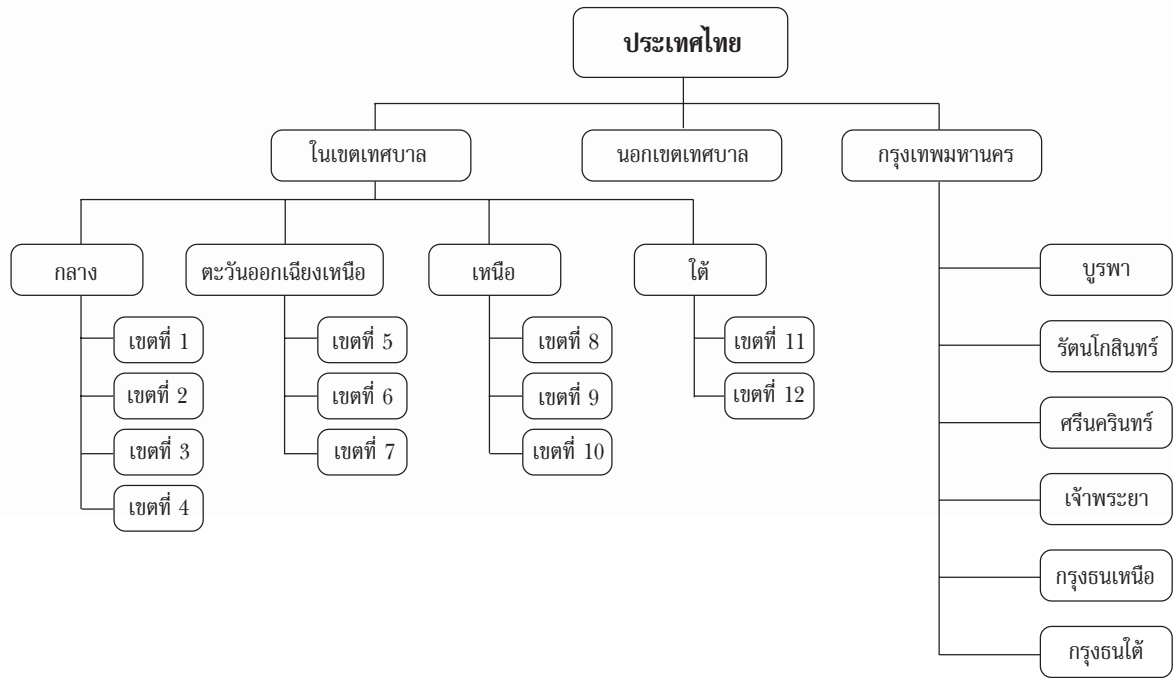 ประเทศไทย
ในเขตเทศบาล
นอกเขตเทศบาล
กรุงเทพมหานคร
กลาง
ตะวันออกเฉียงเหนือ
เหนือ
ใต้
เขตที่ 1
เขตที่ 2
เขตที่ 3
เขตที่ 4
เขตที่ 5
เขตที่ 6
เขตที่ 7
เขตที่ 8
เขตที่ 9
เขตที่ 10
เขตที่ 11
เขตที่ 12
บูรพา
รัตนโกสินทร์
ศรีนครินทร์
เจ้าพระยา
กรุงธนเหนือ
กรุงธนใต้